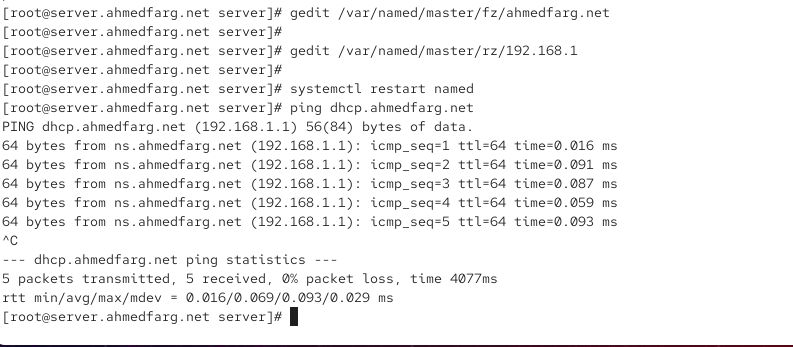 [root@server.ahmedfarg.net server]# gedit /var/named/master/fz/ahmedfarg.net
[root@server.ahmedfarg.net server]#
[root@server.ahmedfarg.net server]# gedit /var/named/master/rz/192.168.1
[root@server.ahmedfarg.net server]#
[root@server.ahmedfarg.net server]# systemctl restart named
[root@server.ahmedfarg.net server]# ping dhcp.ahmedfarg.net
PING dhcp.ahmedfarg.net (192.168.1.1) 56(84) bytes of data.
64 bytes from ns.ahmedfarg.net (192.168.1.1): icmp_seq=1 ttl=64 time=0.016 ms
64 bytes from ns.ahmedfarg.net (192.168.1.1): icmp_seq=2 ttl=64 time=0.091 ms
64 bytes from ns.ahmedfarg.net (192.168.1.1): icmp_seq=3 ttl=64 time=0.087 ms
64 bytes from ns.ahmedfarg.net (192.168.1.1): icmp_seq=4 ttl=64 time=0.059 ms
64 bytes from ns.ahmedfarg.net (192.168.1.1): icmp_seq=5 ttl=64 time=0.093 ms
^C
--- dhcp.ahmedfarg.net ping statistics ---
5 packets transmitted, 5 received, 0% packet loss, time 4077ms
rtt min/avg/max/mdev = 0.016/0.069/0.093/0.029 ms
[root@server.ahmedfarg.net server]#